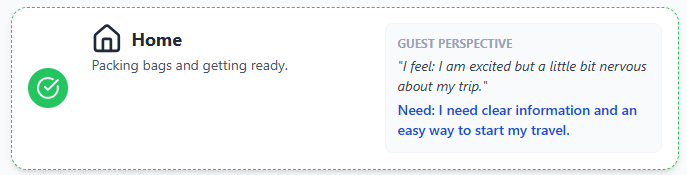 Home
Packing bags and getting ready.
GUEST PERSPECTIVE
"I feel: I am excited but a little bit nervous
about my trip."
Need: I need clear information and an
easy way to start my travel.